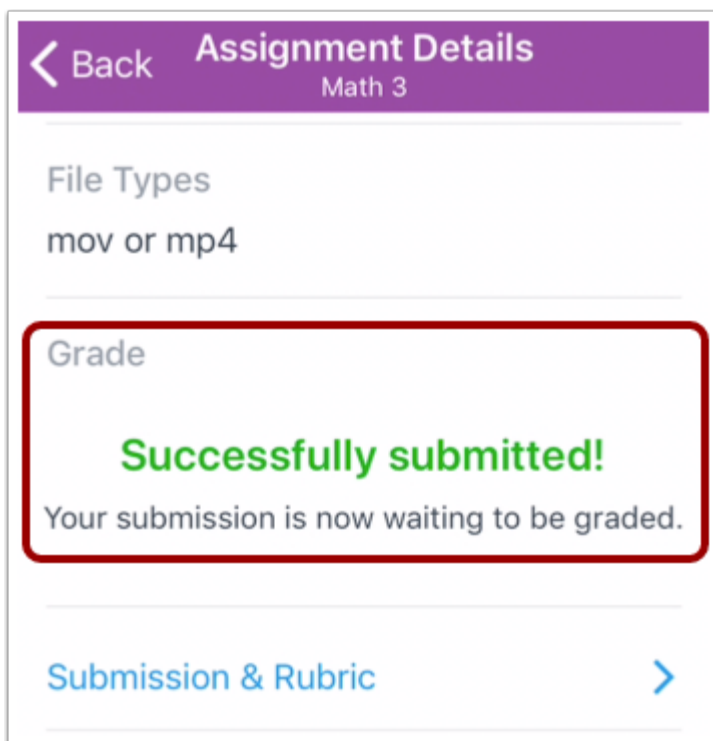 Back
Assignment Details
Math 3
File Types
mov or mp4
Grade
Successfully submitted!
Your submission is now waiting to be graded.
Submission & Rubric